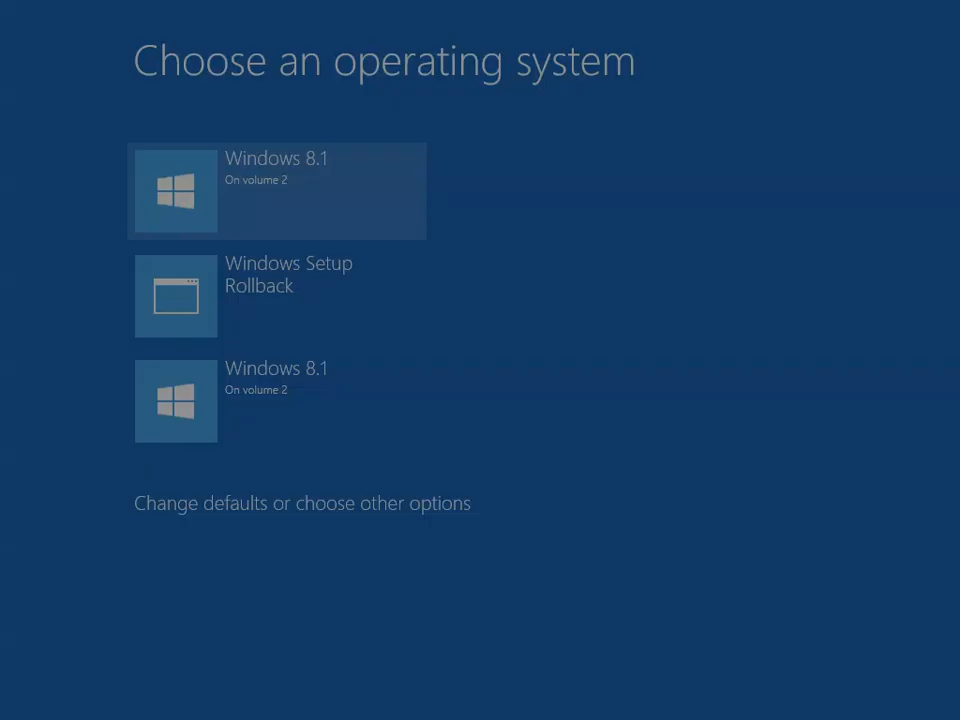 Choose an operating system
Windows 8.1
On volume 2
Windows Setup
Rollback
Windows 8.1
On volume 2
Change defaults or choose other options